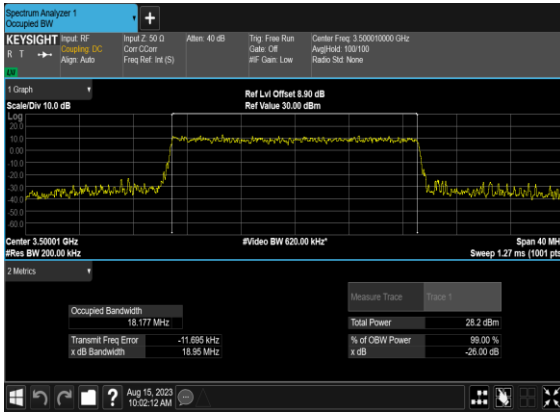 Spectrum Analyzer 1
Occupied BW
KEYSIGHT
R T
Input: RF
Coupling: DC
Align: Auto
Input Z: 50 Ω
Corr CCorr
Freq Ref: Int (S)
Atten: 40 dB
Trig: Free Run
Gate: Off
#IF Gain: Low
Center Freq: 3.500010000 GHz
Avg|Hold: 100/100
Radio Std: None
1 Graph
Scale/Div 10.0 dB
Ref Lvl Offset 8.90 dB
Ref Value 30.00 dBm
Log
20.0
10.0
0.00
-10.0
-20.0
-30.0
-40.0
-50.0
-60.0
Center 3.50001 GHz
#Video BW 620.00 kHz*
Span 40 MH
#Res BW 200.00 kHz
Sweep 1.27 ms (1001 pts
2 Metrics
Measure Trace
Trace 1
Occupied Bandwidth
18.177 MHz
Total Power
28.2 dBm
Transmit Freq Error
-11.695 kHz
% of OBW Power
99.00 %
x dB Bandwidth
18.95 MHz
x dB
-26.00 dB
Aug 15, 2023
10:02:12 AM